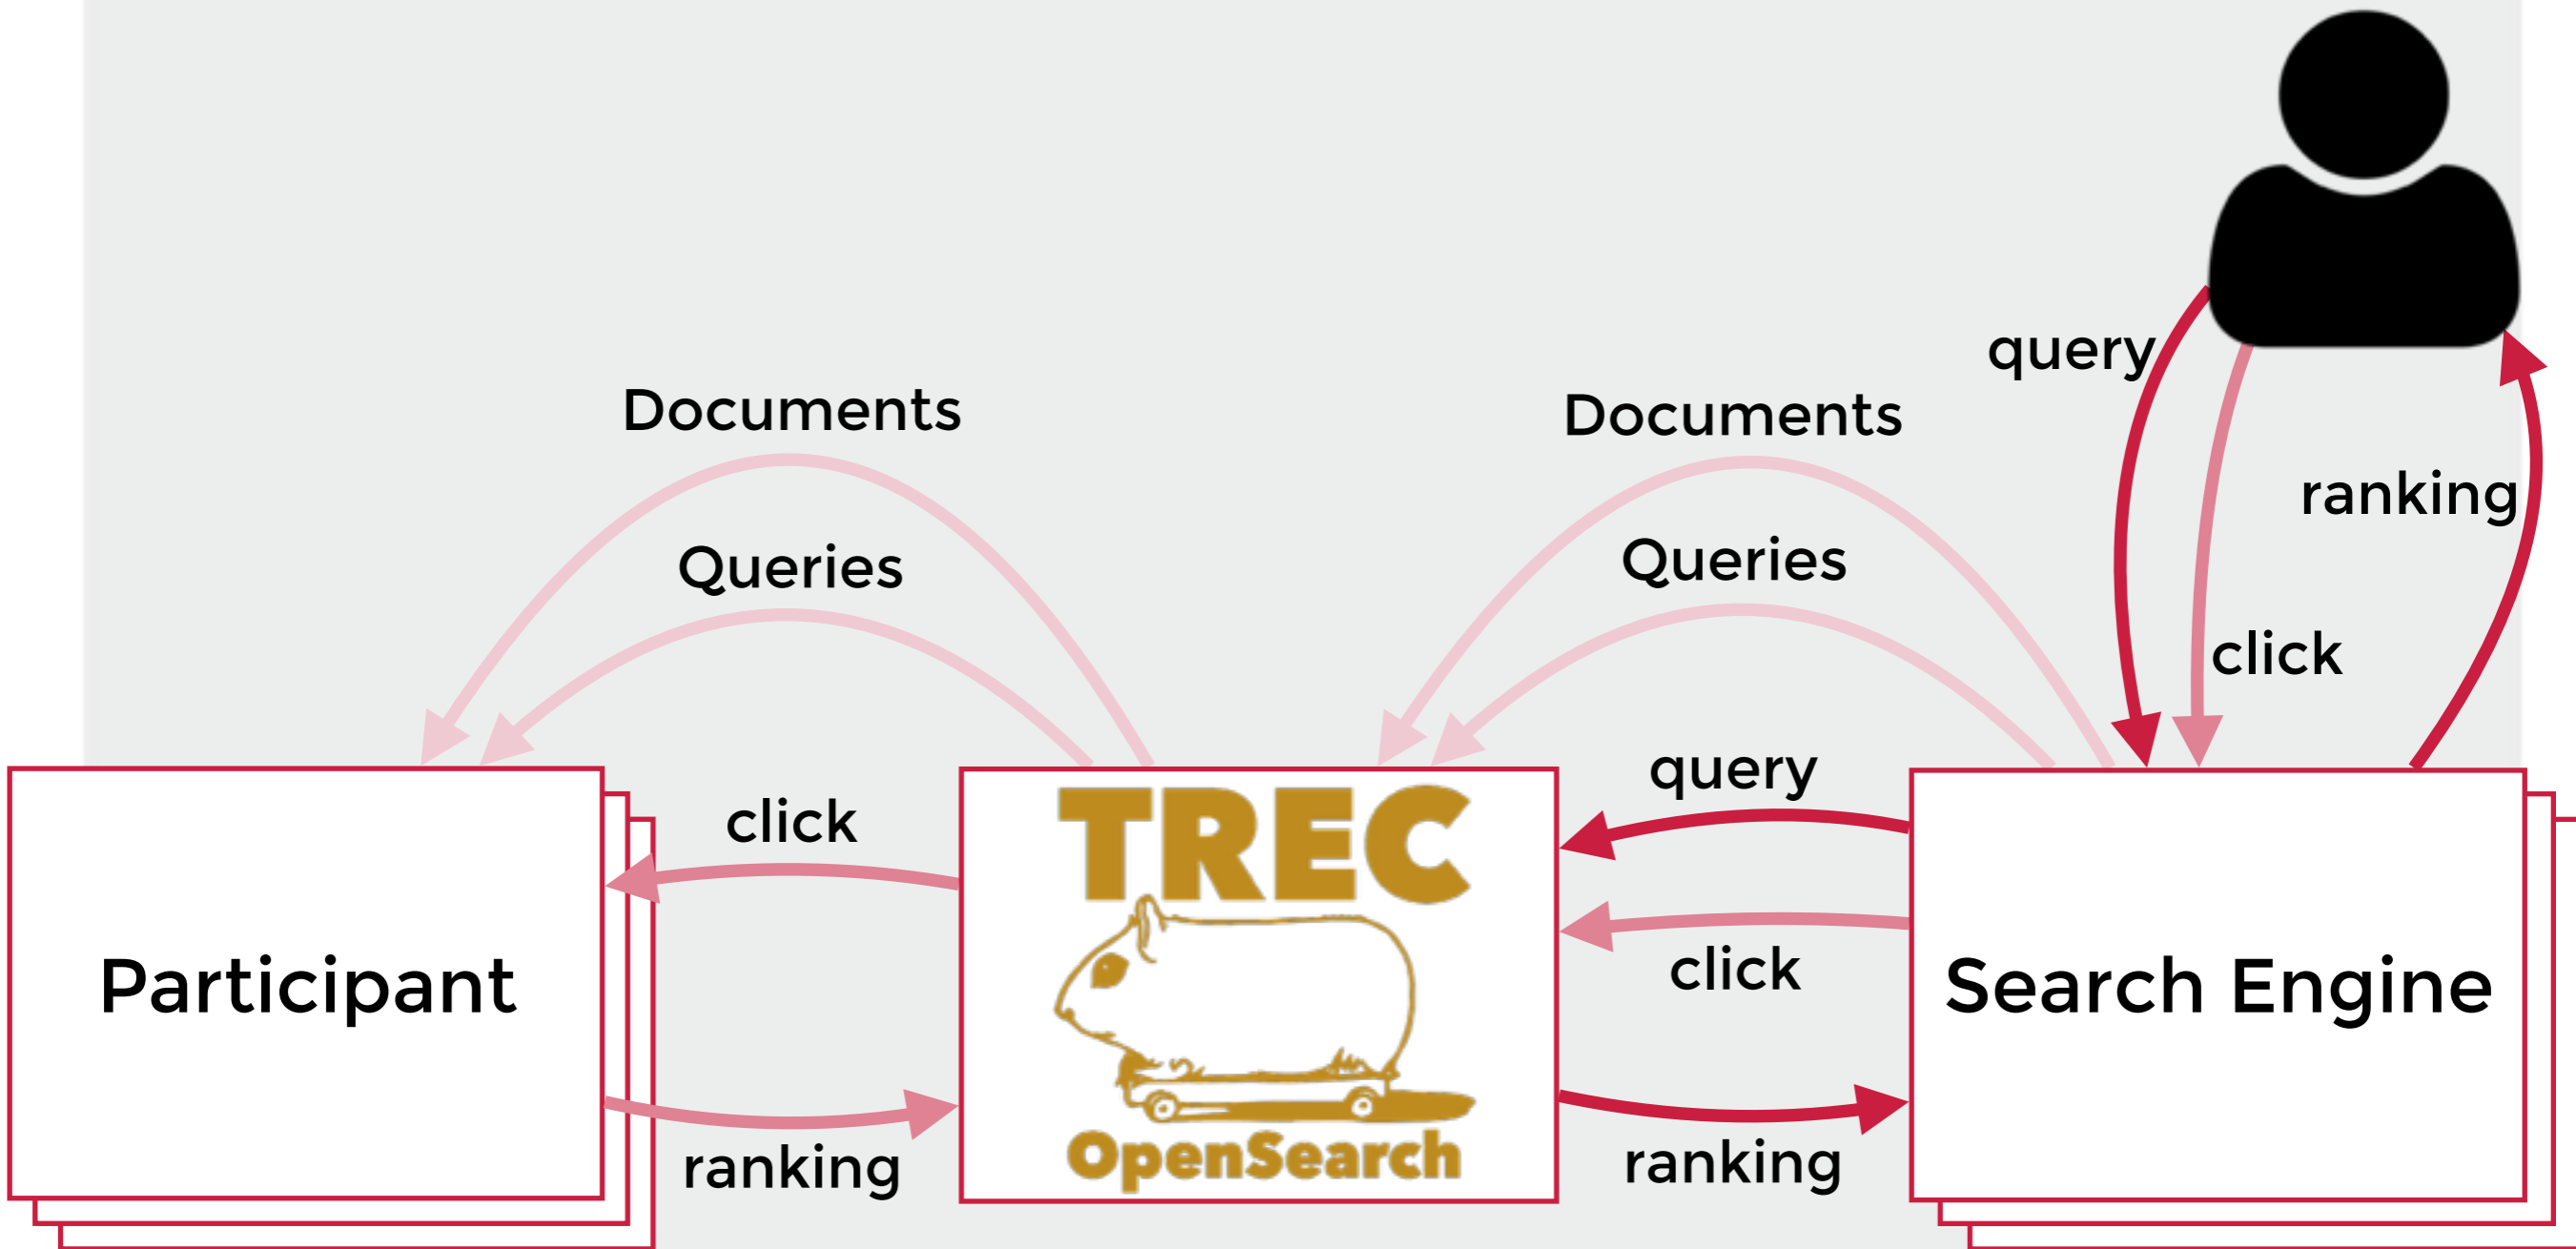 query
Documents
Documents
ranking
Queries
Queries
click
query
click
TREC
click
Participant
Search Engine
ranking
OpenSearch
ranking